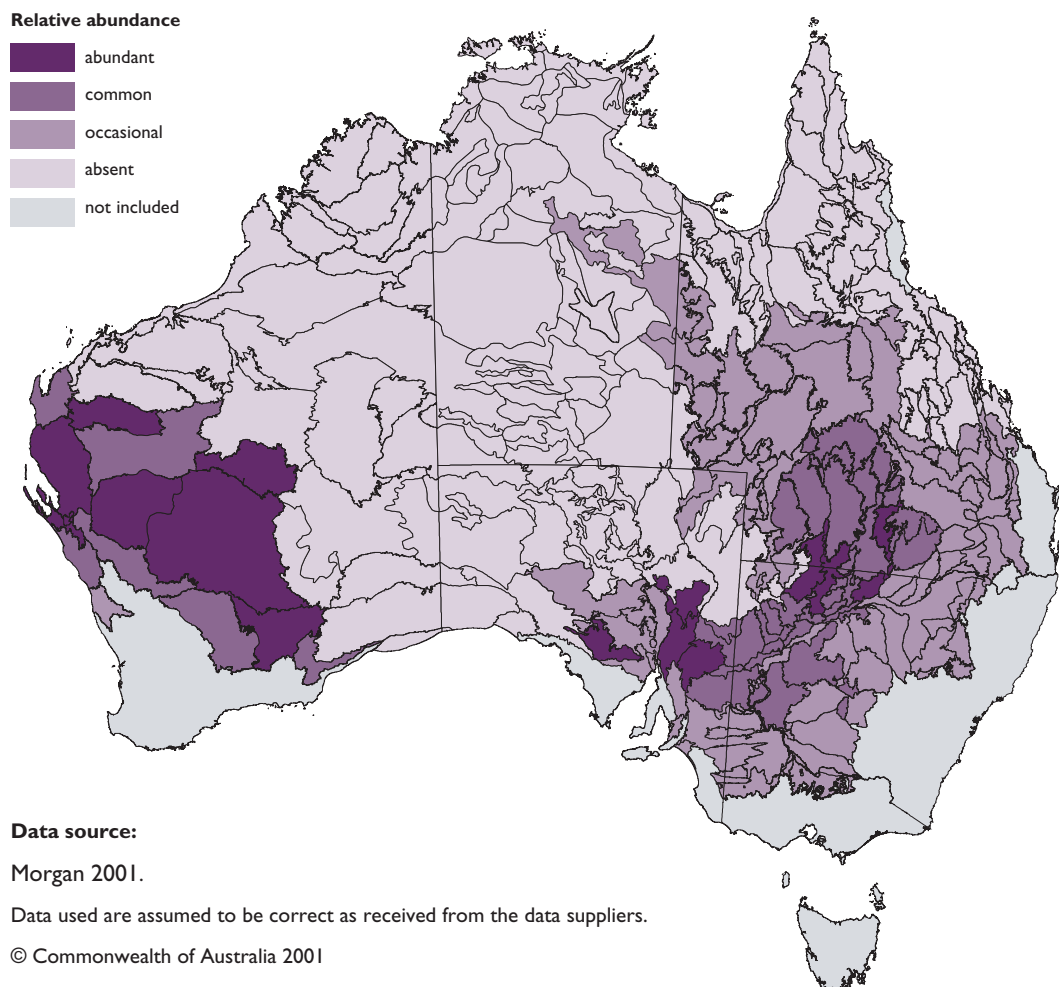 Relative abundance
abundant
common
occasional
absent
not included
Data source:
Morgan 2001.
Data used are assumed to be correct as received from the data suppliers.
© Commonwealth of Australia 2001